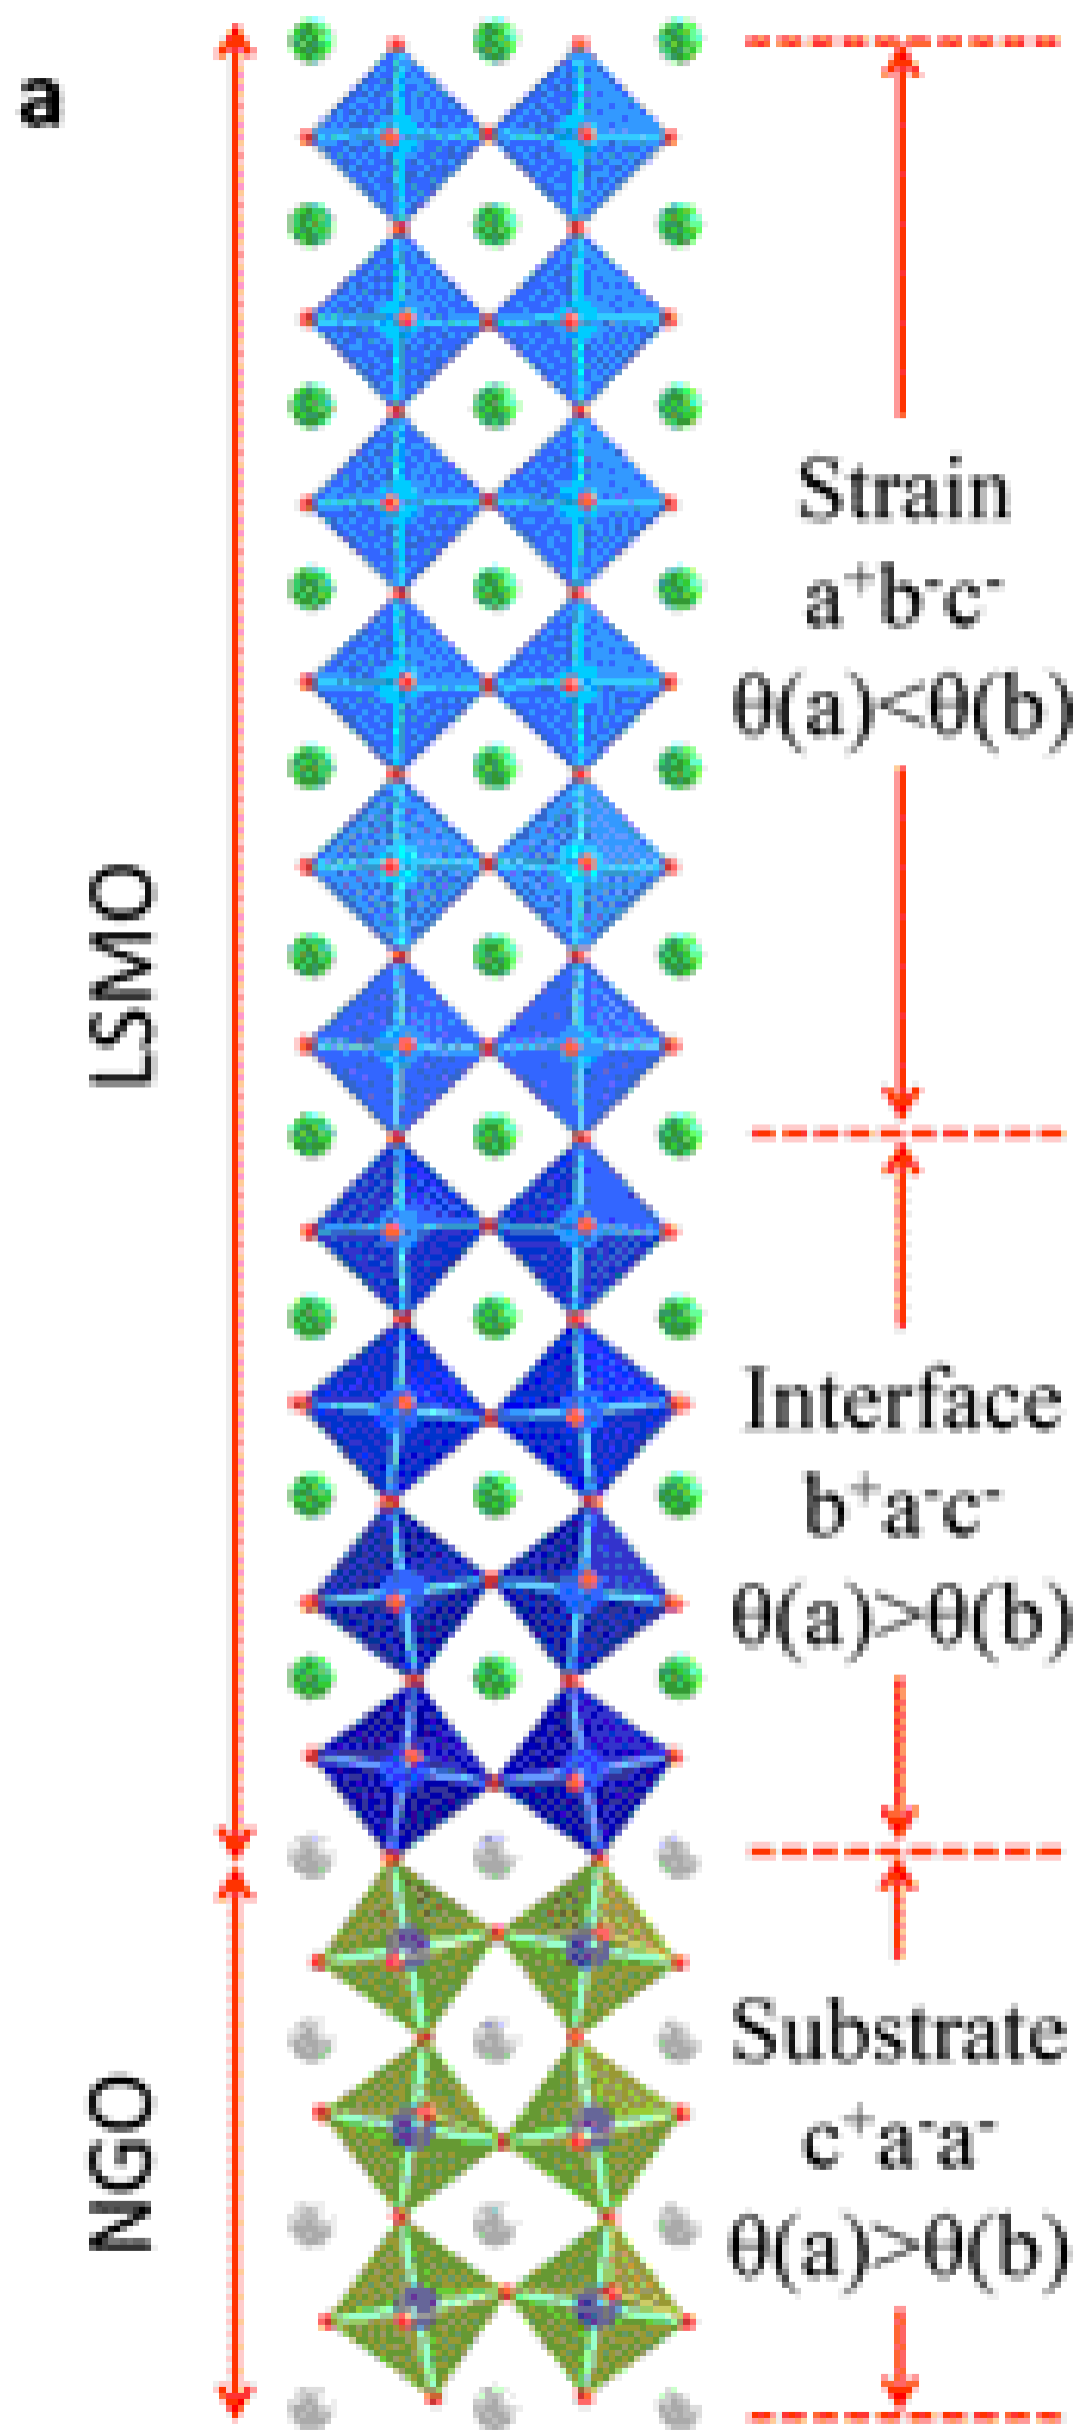 a
LSMO
NGO
Strain
a⁺b⁻c⁻
θ(a)<θ(b)
Interface
b⁺a⁻c⁻
θ(a)>θ(b)
Substrate
c⁺a⁻a⁻
θ(a)>θ(b)